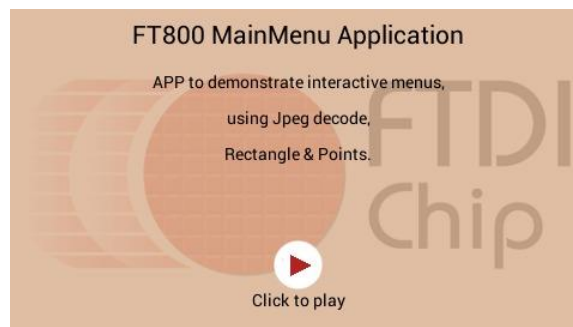 FT800 MainMenu Application
APP to demonstrate interactive menus,
using Jpeg decode,
Rectangle & Points.
FTDI
Chip
Click to play